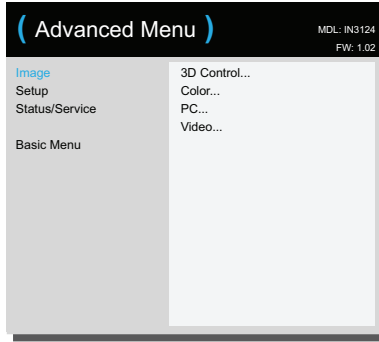 ( Advanced Menu )
MDL: IN3124
FW: 1.02
Image
Setup
Status/Service
Basic Menu
3D Control...
Color...
PC...
Video...